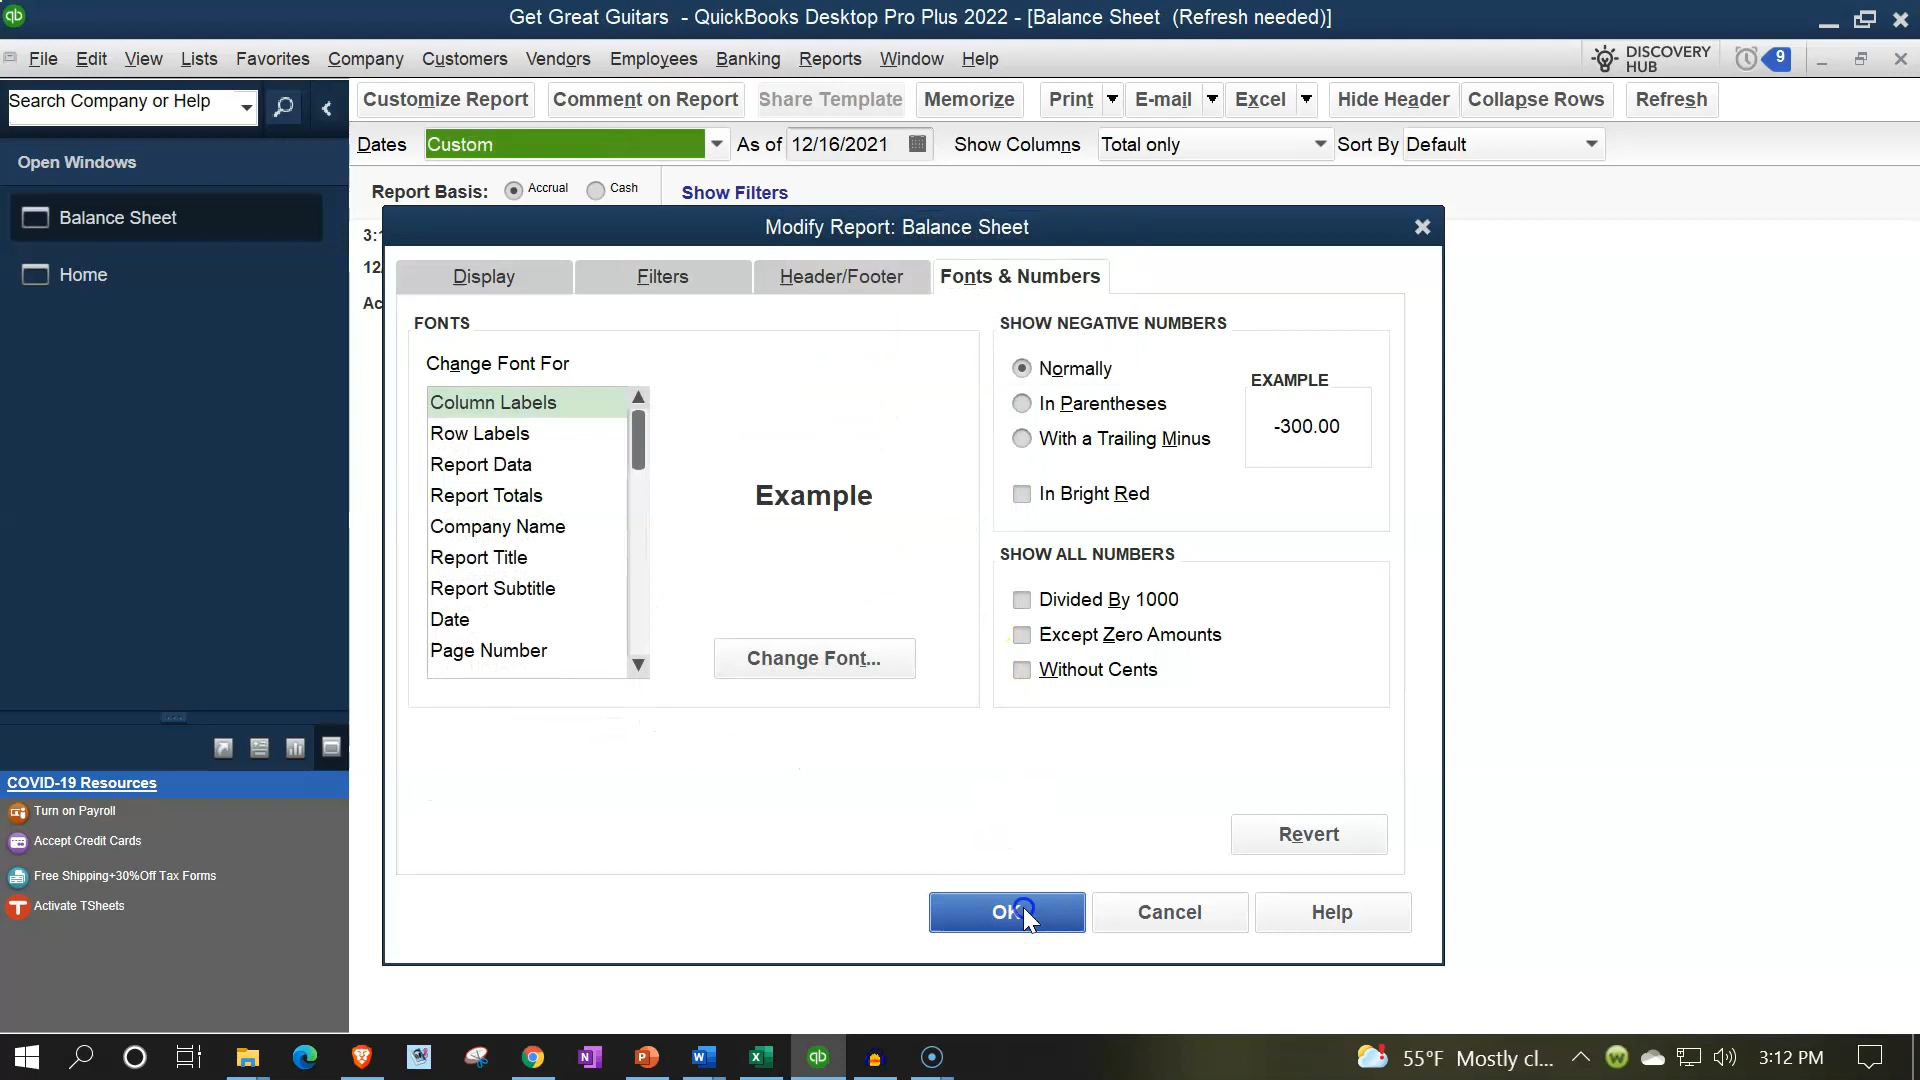 Get Great Guitars - QuickBooks Desktop Pro Plus 2022 - [Balance Sheet (Refresh needed)]
File Edit View Lists Favorites Company Customers Vendors Employees Banking Reports Window Help
DISCOVERY HUB
9
Search Company or Help
Customize Report Comment on Report Share Template Memorize Print E-mail Excel Hide Header Collapse Rows Refresh
Dates Custom As of 12/16/2021 Show Columns Total only Sort By Default
Report Basis: Accrual Cash Show Filters
Open Windows
Balance Sheet
Home
3:1
12
Ac
Modify Report: Balance Sheet
Display Filters Header/Footer Fonts & Numbers
FONTS
Change Font For
Column Labels
Row Labels
Report Data
Report Totals
Company Name
Report Title
Report Subtitle
Date
Page Number
Example
Change Font...
SHOW NEGATIVE NUMBERS
Normally
In Parentheses
With a Trailing Minus
In Bright Red
EXAMPLE
-300.00
SHOW ALL NUMBERS
Divided By 1000
Except Zero Amounts
Without Cents
Revert
OK Cancel Help
COVID-19 Resources
Turn on Payroll
Accept Credit Cards
Free Shipping+30%Off Tax Forms
Activate TSheets
55°F Mostly cl... 3:12 PM